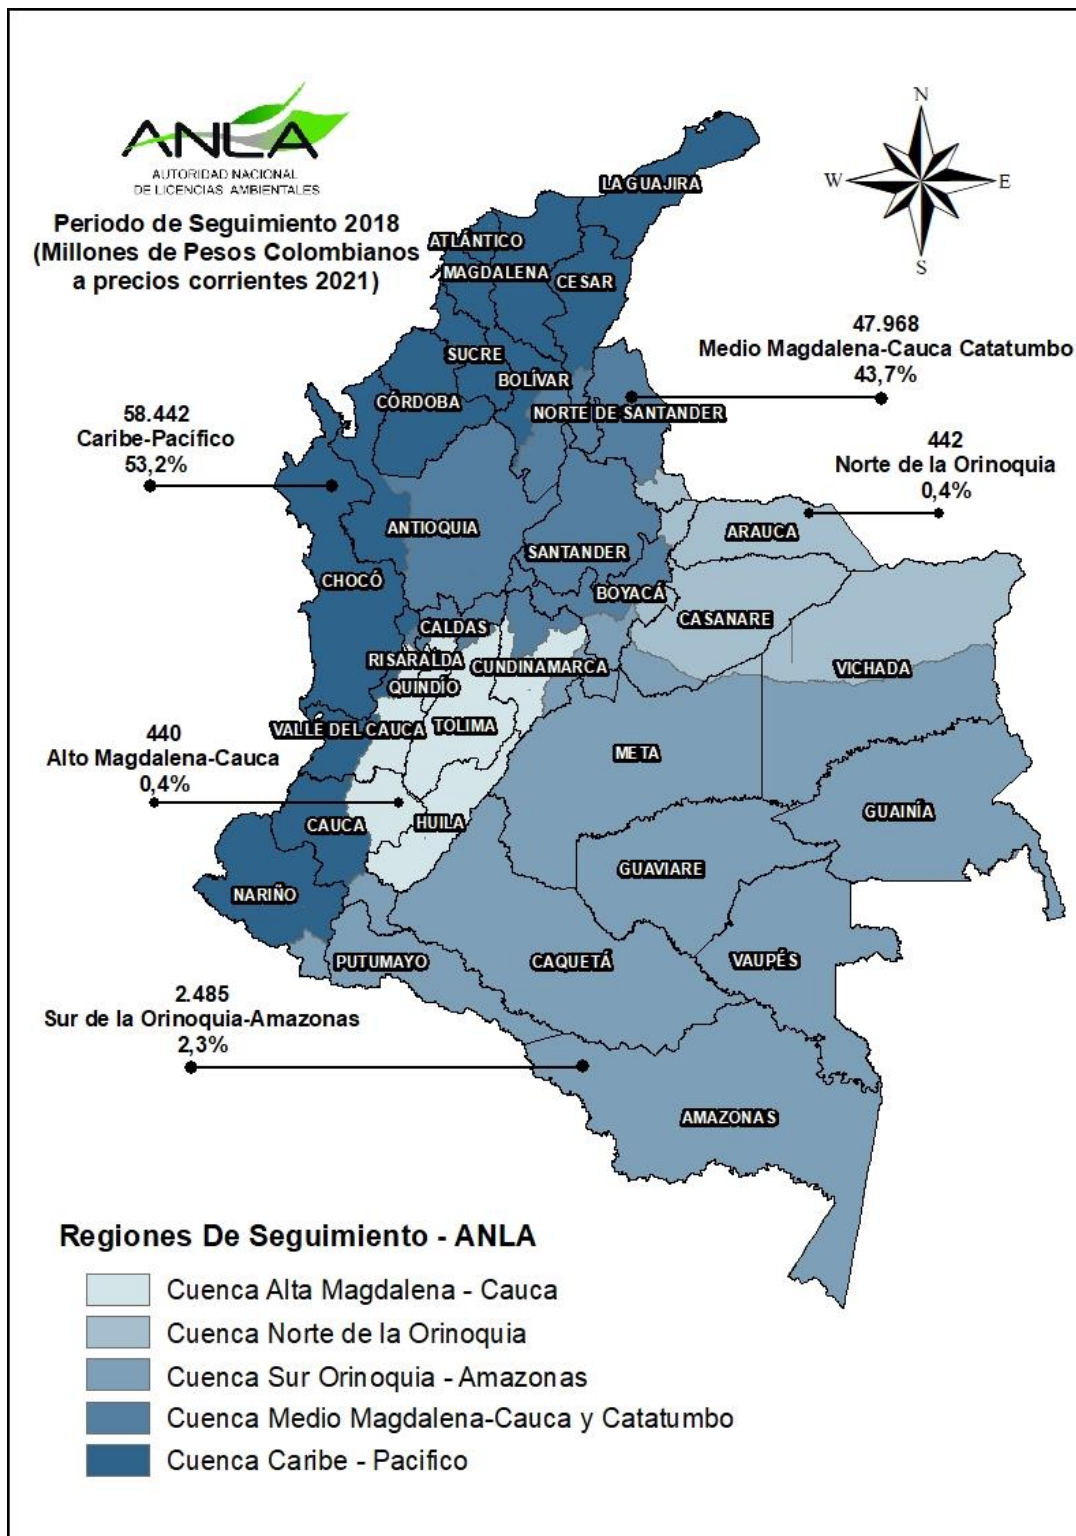 ANLA
AUTORIDAD NACIONAL
DE LICENCIAS AMBIENTALES
Periodo de Seguimiento 2018
(Millones de Pesos Colombianos
a precios corrientes 2021)
N
W
E
S
LA GUAJIRA
ATLÁNTICO
MAGDALENA
CESAR
47.968
Medio Magdalena-Cauca Catatumbo
43,7%
SUCRE
BOLÍVAR
CÓRDOBA
NORTE DE SANTANDER
58.442
Caribe-Pacífico
53,2%
442
Norte de la Orinoquia
0,4%
ANTIOQUIA
ARAUCA
SANTANDER
CHOCÓ
BOYACÁ
CASANARE
CALDAS
RISARALDA
CUNDINAMARCA
VICHADA
QUINDÍO
VALLE DEL CAUCA
TOLIMA
440
Alto Magdalena-Cauca
0,4%
META
GUAINÍA
CAUCA
HUILA
GUAVIARE
NARIÑO
PUTUMAYO
CAQUETÁ
VAUPÉS
2.485
Sur de la Orinoquia-Amazonas
2,3%
AMAZONAS
Regiones De Seguimiento - ANLA
Cuenca Alta Magdalena - Cauca
Cuenca Norte de la Orinoquia
Cuenca Sur Orinoquia - Amazonas
Cuenca Medio Magdalena-Cauca y Catatumbo
Cuenca Caribe - Pacifico